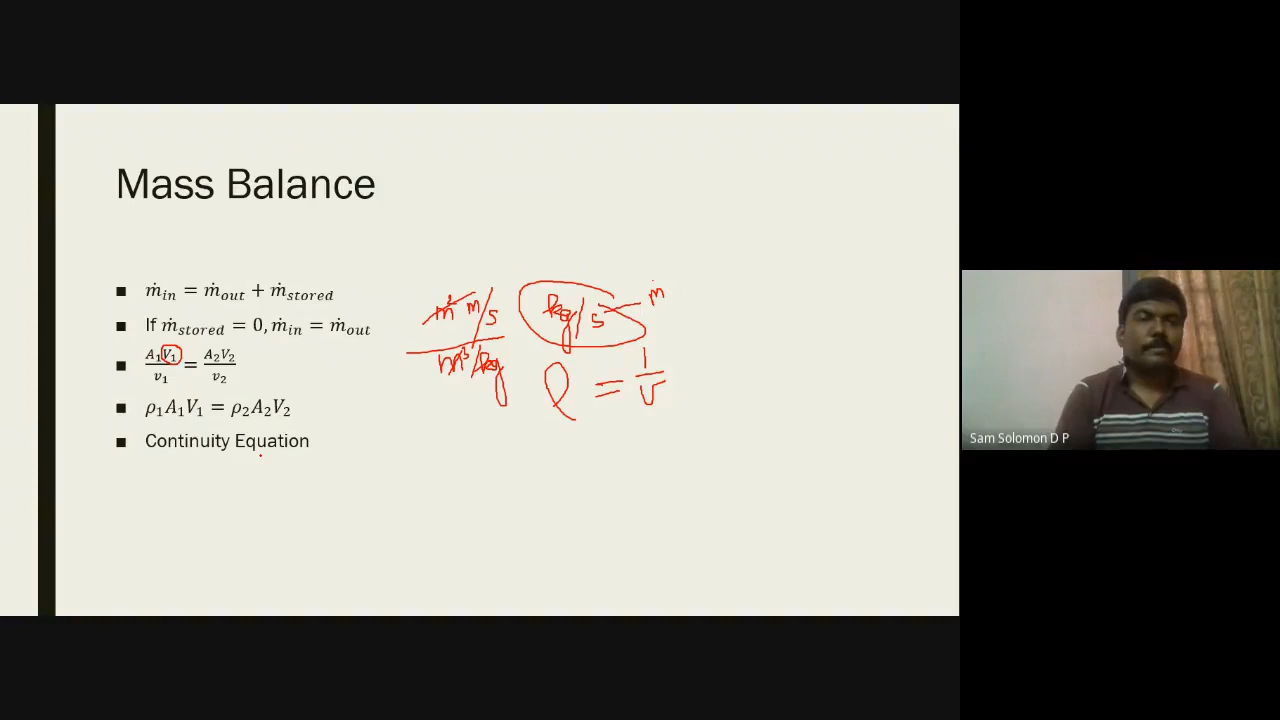 Mass Balance
■ ṁ_in = ṁ_out + ṁ_stored
■ If ṁ_stored = 0, ṁ_in = ṁ_out
■ A₁V₁/v₁ = A₂V₂/v₂
■ ρ₁A₁V₁ = ρ₂A₂V₂
■ Continuity Equation
m² m/s
m³/kg
kg/s ṁ
ρ = 1/v
Sam Solomon D P